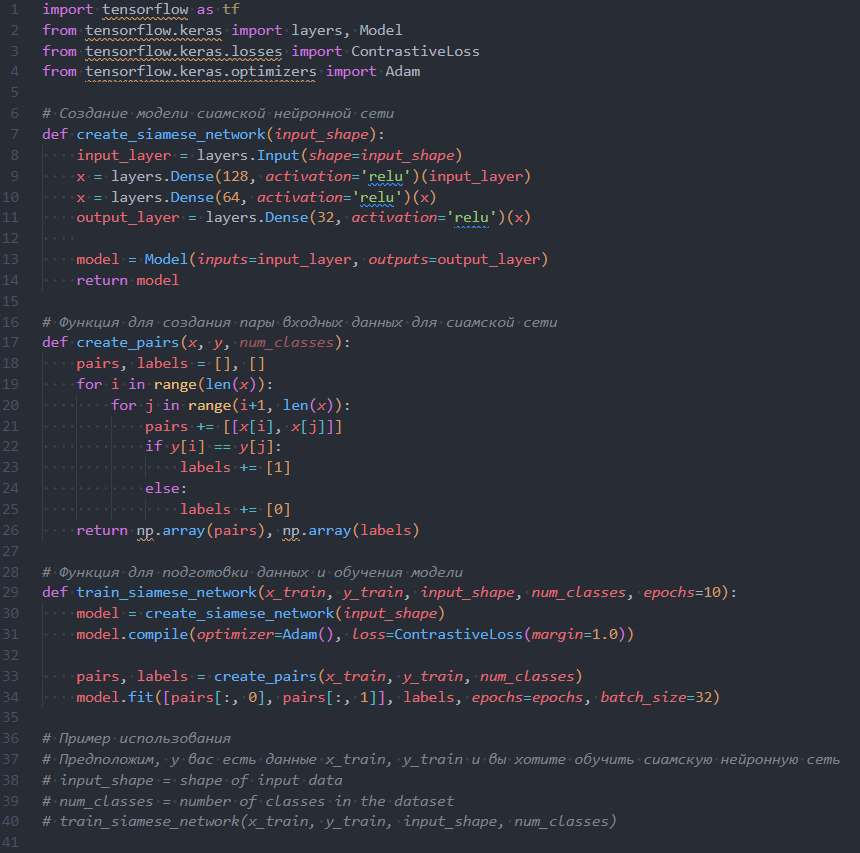 1 import tensorflow as tf
2 from tensorflow.keras import layers, Model
3 from tensorflow.keras.losses import ContrastiveLoss
4 from tensorflow.keras.optimizers import Adam
5
6 # Создание модели сиамской нейронной сети
7 def create_siamese_network(input_shape):
8     input_layer = layers.Input(shape=input_shape)
9     x = layers.Dense(128, activation='relu')(input_layer)
10     x = layers.Dense(64, activation='relu')(x)
11     output_layer = layers.Dense(32, activation='relu')(x)
12
13     model = Model(inputs=input_layer, outputs=output_layer)
14     return model
15
16 # Функция для создания пары входных данных для сиамской сети
17 def create_pairs(x, y, num_classes):
18     pairs, labels = [], []
19     for i in range(len(x)):
20         for j in range(i+1, len(x)):
21             pairs += [[x[i], x[j]]]
22             if y[i] == y[j]:
23                 labels += [1]
24             else:
25                 labels += [0]
26     return np.array(pairs), np.array(labels)
27
28 # Функция для подготовки данных и обучения модели
29 def train_siamese_network(x_train, y_train, input_shape, num_classes, epochs=10):
30     model = create_siamese_network(input_shape)
31     model.compile(optimizer=Adam(), loss=ContrastiveLoss(margin=1.0))
32
33     pairs, labels = create_pairs(x_train, y_train, num_classes)
34     model.fit([pairs[:, 0], pairs[:, 1]], labels, epochs=epochs, batch_size=32)
35
36 # Пример использования
37 # Предположим, у вас есть данные x_train, y_train и вы хотите обучить сиамскую нейронную сеть
38 # input_shape = shape of input data
39 # num_classes = number of classes in the dataset
40 # train_siamese_network(x_train, y_train, input_shape, num_classes)
41